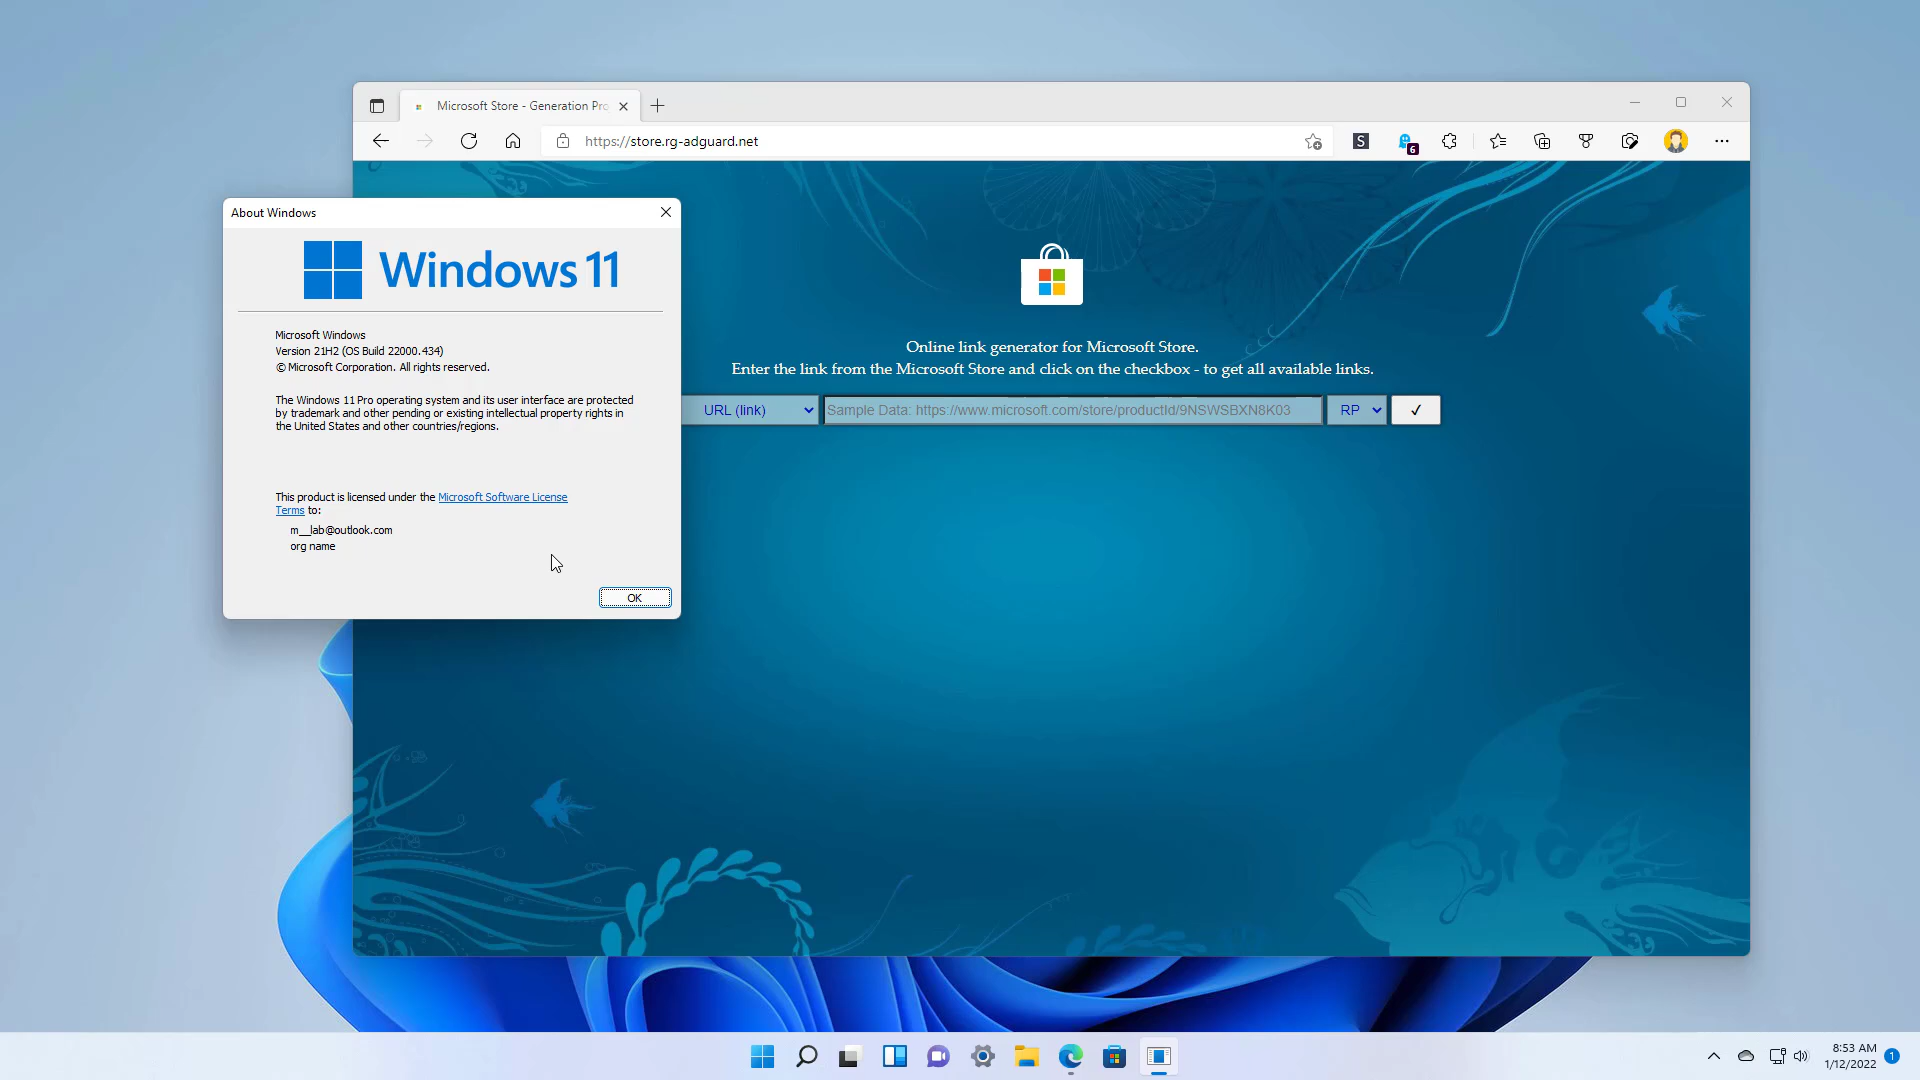 Microsoft Store - Generation Pro
https://store.rg-adguard.net
S
6
About Windows
Windows 11
Microsoft Windows
Version 21H2 (OS Build 22000.434)
© Microsoft Corporation. All rights reserved.
The Windows 11 Pro operating system and its user interface are protected
by trademark and other pending or existing intellectual property rights in
the United States and other countries/regions.
This product is licensed under the Microsoft Software License
Terms to:
m__lab@outlook.com
org name
OK
Online link generator for Microsoft Store.
Enter the link from the Microsoft Store and click on the checkbox - to get all available links.
URL (link)
Sample Data: https://www.microsoft.com/store/productId/9NSWSBXN8K03
RP
8:53 AM
1/12/2022
1